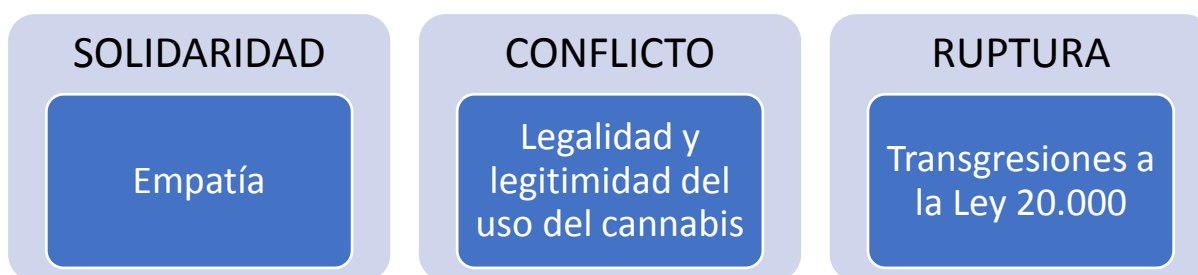 SOLIDARIDAD
Empatía
CONFLICTO
Legalidad y
legitimidad del
uso del cannabis
RUPTURA
Transgresiones a
la Ley 20.000